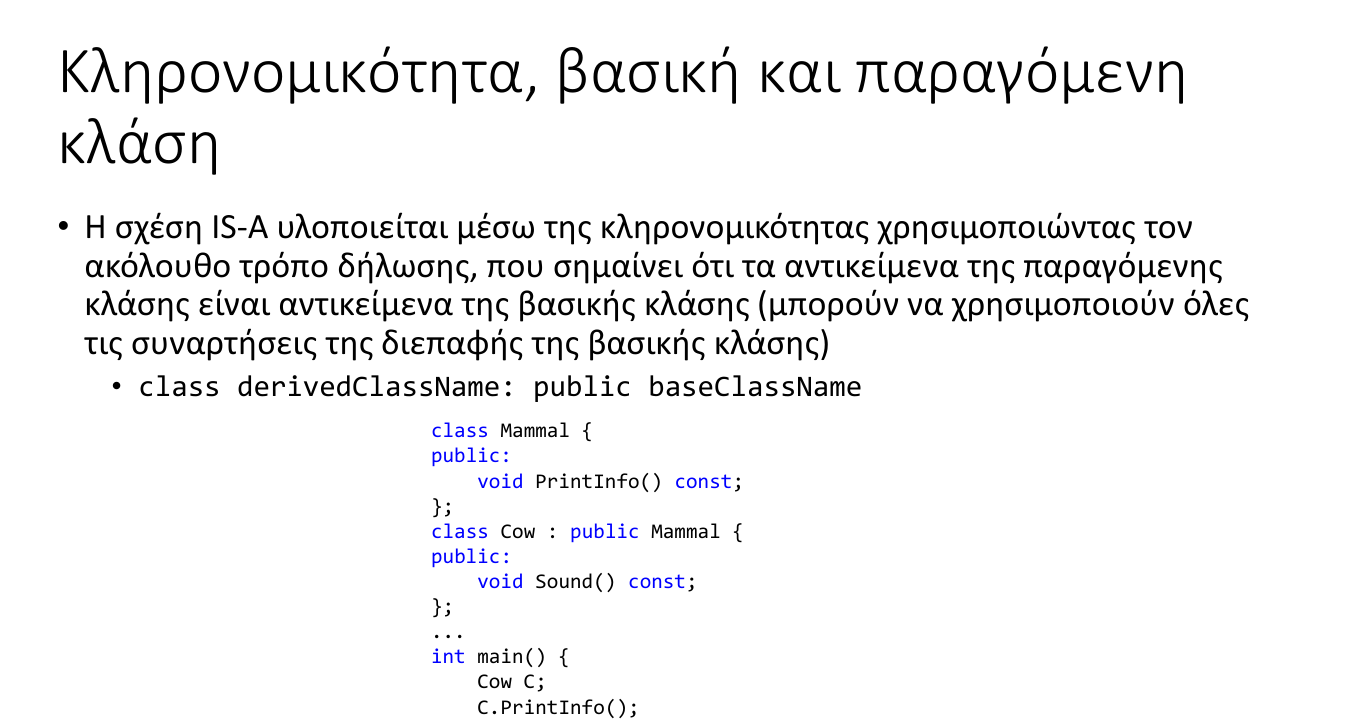 Κληρονομικότητα, βασική και παραγόμενη
κλάση
• Η σχέση IS-A υλοποιείται μέσω της κληρονομικότητας χρησιμοποιώντας τον
ακόλουθο τρόπο δήλωσης, που σημαίνει ότι τα αντικείμενα της παραγόμενης
κλάσης είναι αντικείμενα της βασικής κλάσης (μπορούν να χρησιμοποιούν όλες
τις συναρτήσεις της διεπαφής της βασικής κλάσης)
• class derivedClassName: public baseClassName
class Mammal {
public:
    void PrintInfo() const;
};
class Cow : public Mammal {
public:
    void Sound() const;
};
...
int main() {
    Cow C;
    C.PrintInfo();